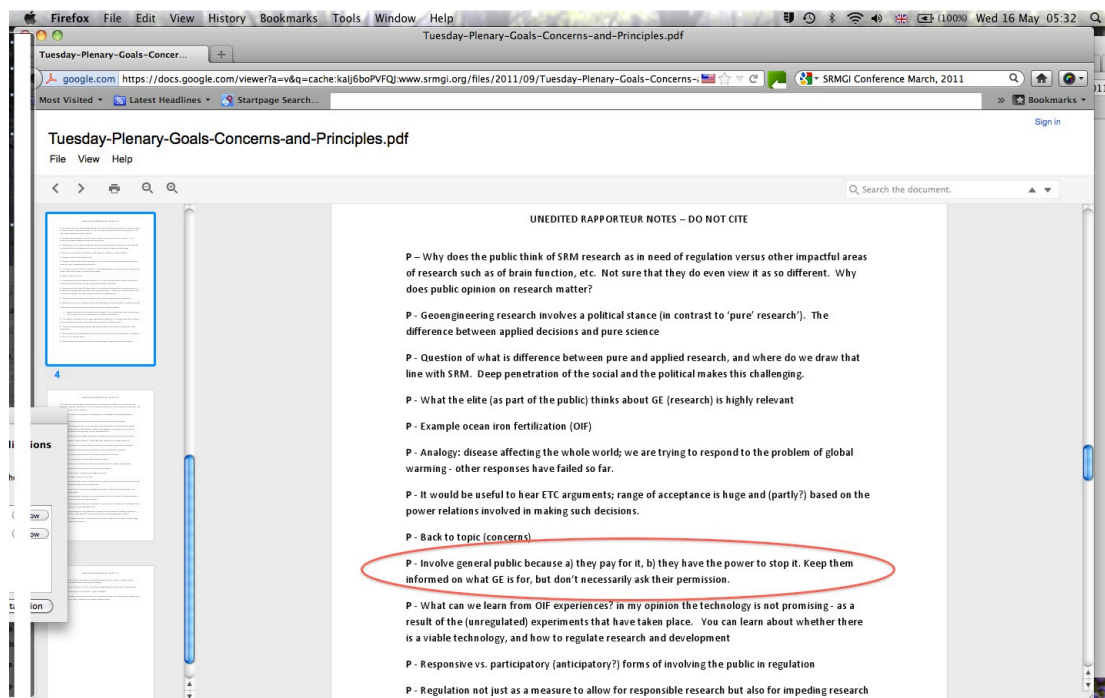 Firefox File Edit View History Bookmarks Tools Window Help (100%) Wed 16 May 05:32
Tuesday-Plenary-Goals-Concerns-and-Principles.pdf
Tuesday-Plenary-Goals-Concer...
google.com https://docs.google.com/viewer?a=v&q=cache:kalj6boPVFQJ:www.srmgi.org/files/2011/09/Tuesday-Plenary-Goals-Concerns-a SRMGI Conference March, 2011
Most Visited Latest Headlines Startpage Search... » Bookmarks
Sign in
Tuesday-Plenary-Goals-Concerns-and-Principles.pdf
File View Help
Search the document.
4
UNEDITED RAPPORTEUR NOTES – DO NOT CITE
P – Why does the public think of SRM research as in need of regulation versus other impactful areas
of research such as of brain function, etc. Not sure that they do even view it as so different. Why
does public opinion on research matter?
P - Geoengineering research involves a political stance (in contrast to ‘pure’ research’). The
difference between applied decisions and pure science
P - Question of what is difference between pure and applied research, and where do we draw that
line with SRM. Deep penetration of the social and the political makes this challenging.
P - What the elite (as part of the public) thinks about GE (research) is highly relevant
P - Example ocean iron fertilization (OIF)
P - Analogy: disease affecting the whole world; we are trying to respond to the problem of global
warming - other responses have failed so far.
P - It would be useful to hear ETC arguments; range of acceptance is huge and (partly?) based on the
power relations involved in making such decisions.
P - Back to topic (concerns)
P - Involve general public because a) they pay for it, b) they have the power to stop it. Keep them
informed on what GE is for, but don’t necessarily ask their permission.
P - What can we learn from OIF experiences? in my opinion the technology is not promising - as a
result of the (unregulated) experiments that have taken place. You can learn about whether there
is a viable technology, and how to regulate research and development
P - Responsive vs. participatory (anticipatory?) forms of involving the public in regulation
P - Regulation not just as a measure to allow for responsible research but also for impeding research